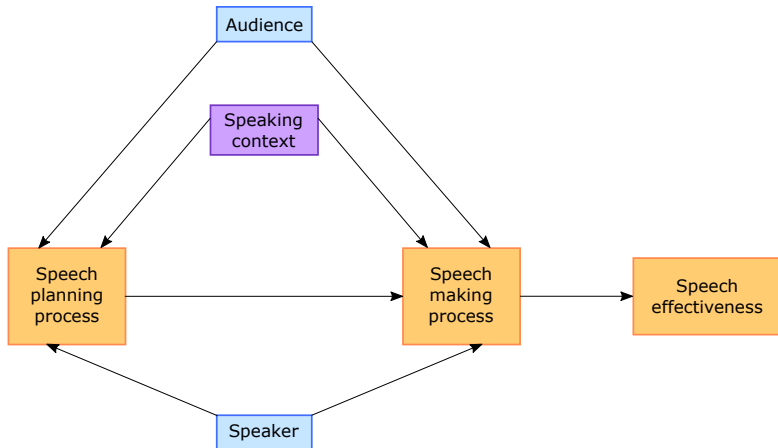 Audience
Speaking
context
Speech
planning
process
Speech
making
process
Speech
effectiveness
Speaker